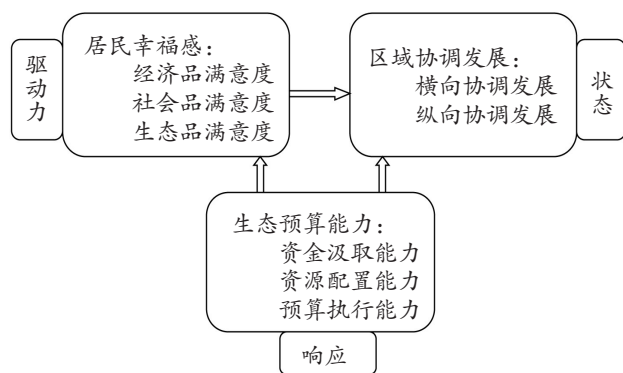 驱动力
居民幸福感：
经济品满意度
社会品满意度
生态品满意度
区域协调发展：
横向协调发展
纵向协调发展
状态
生态预算能力：
资金汲取能力
资源配置能力
预算执行能力
响应